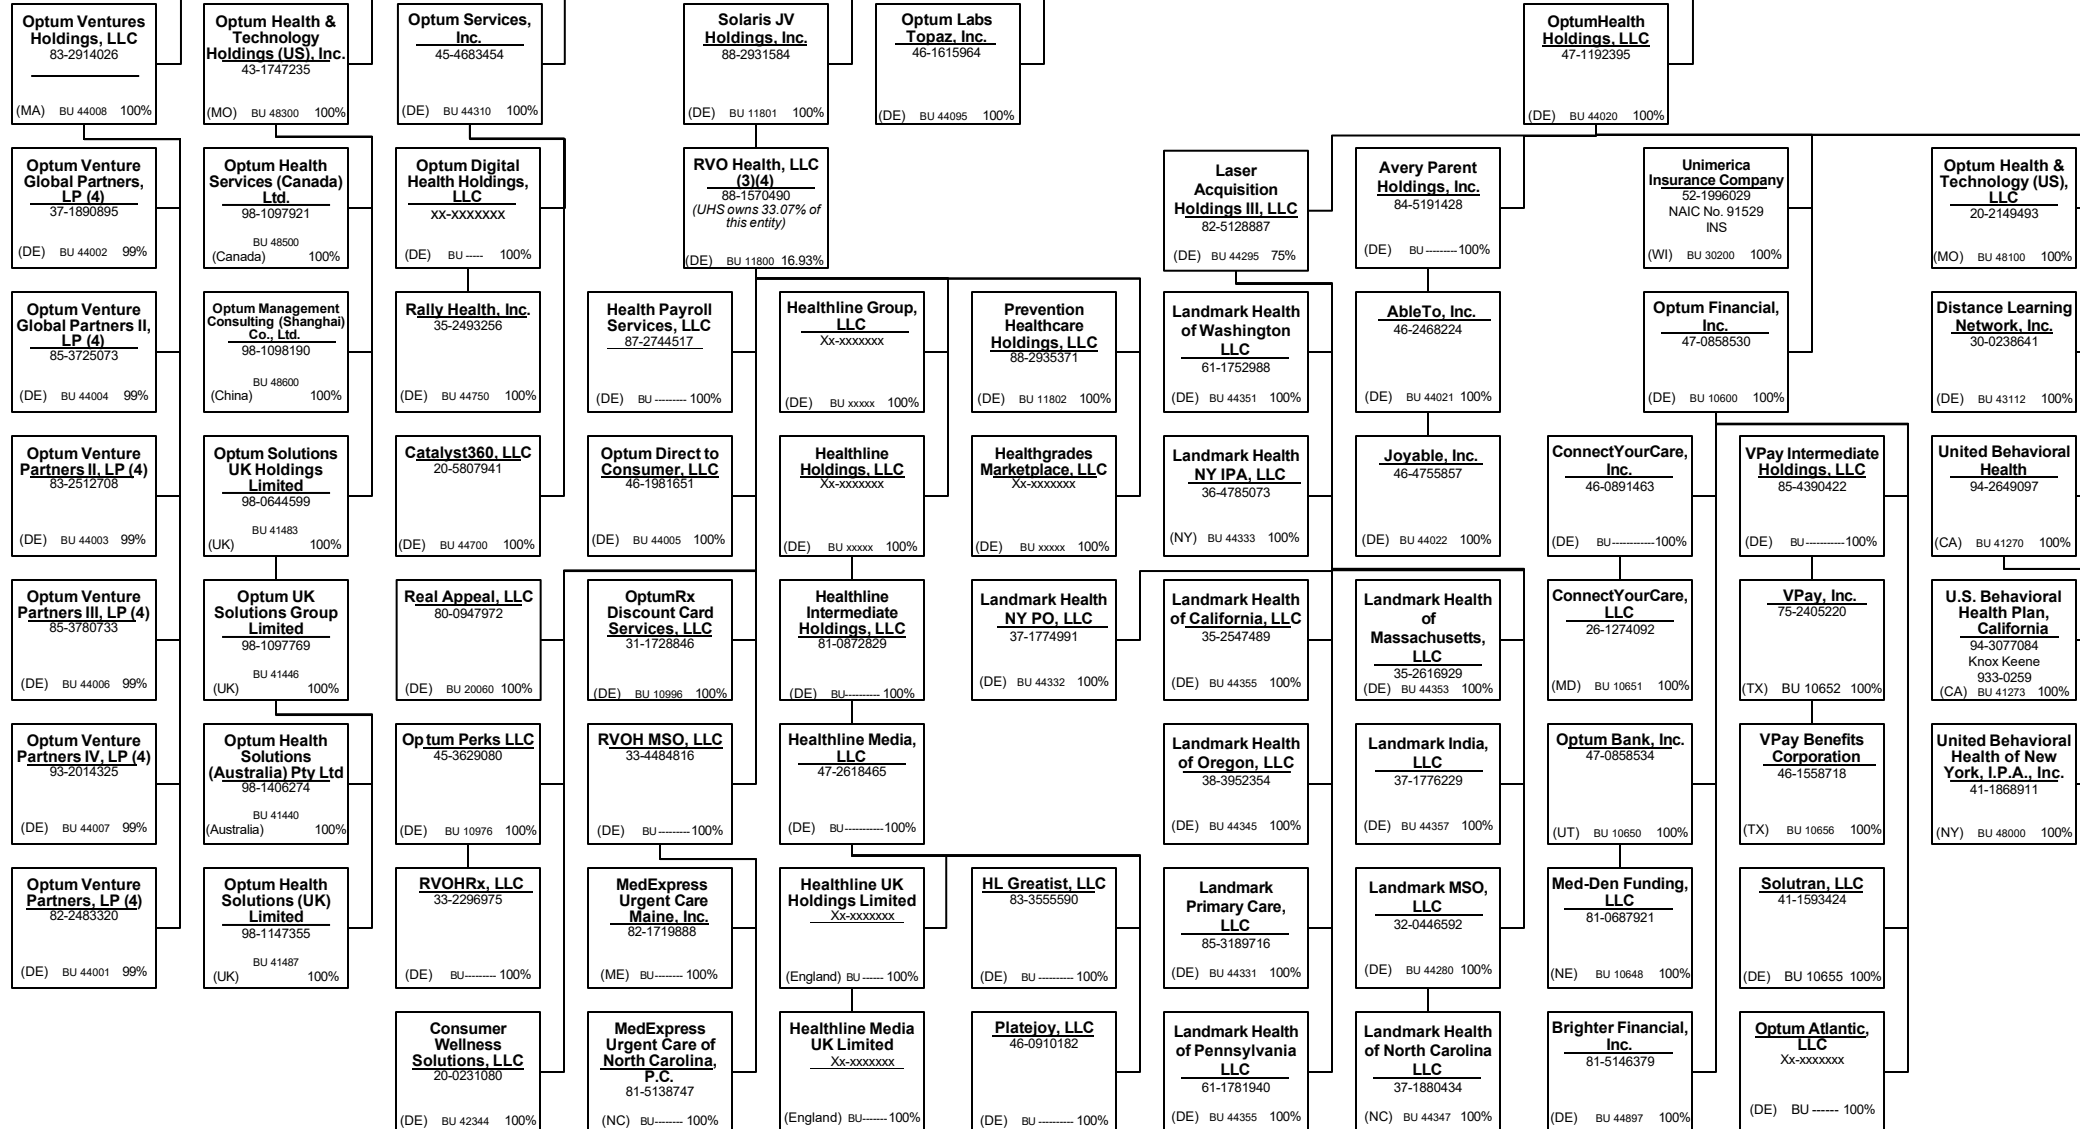 Optum Ventures
Holdings, LLC
83-2914026
(MA) BU 44008 100%
Optum Health &
Technology
Holdings (US), Inc.
43-1747235
(MO) BU 48300 100%
Optum Services,
Inc.
45-4683454
(DE) BU 44310 100%
Solaris JV
Holdings, Inc.
88-2931584
(DE) BU 11801 100%
Optum Labs
Topaz, Inc.
46-1615964
(DE) BU 44095 100%
OptumHealth
Holdings, LLC
47-1192395
(DE) BU 44020 100%
Optum Venture
Global Partners,
LP (4)
37-1890895
(DE) BU 44002 99%
Optum Health
Services (Canada)
Ltd.
98-1097921
BU 48500
(Canada) 100%
Optum Digital
Health Holdings,
LLC
xx-xxxxxxx
(DE) BU ----- 100%
RVO Health, LLC
(3)(4)
88-1570490
(UHS owns 33.07% of
this entity)
(DE) BU 11800 16.93%
Laser
Acquisition
Holdings III, LLC
82-5128887
(DE) BU 44295 75%
Avery Parent
Holdings, Inc.
84-5191428
(DE) BU --------- 100%
Unimerica
Insurance Company
52-1996029
NAIC No. 91529
INS
(WI) BU 30200 100%
Optum Health &
Technology (US),
LLC
20-2149493
(MO) BU 48100 100%
Optum Venture
Global Partners II,
LP (4)
85-3725073
(DE) BU 44004 99%
Optum Management
Consulting (Shanghai)
Co., Ltd.
98-1098190
BU 48600
(China) 100%
Rally Health, Inc.
35-2493256
(DE) BU 44750 100%
Health Payroll
Services, LLC
87-2744517
(DE) BU --------- 100%
Healthline Group,
LLC
Xx-xxxxxxx
(DE) BU xxxxx 100%
Prevention
Healthcare
Holdings, LLC
88-2935371
(DE) BU 11802 100%
Landmark Health
of Washington
LLC
61-1752988
(DE) BU 44351 100%
AbleTo, Inc.
46-2468224
(DE) BU 44021 100%
Optum Financial,
Inc.
47-0858530
(DE) BU 10600 100%
Distance Learning
Network, Inc.
30-0238641
(DE) BU 43112 100%
Optum Venture
Partners II, LP (4)
83-2512708
(DE) BU 44003 99%
Optum Solutions
UK Holdings
Limited
98-0644599
BU 41483
(UK) 100%
Catalyst360, LLC
20-5807941
(DE) BU 44700 100%
Optum Direct to
Consumer, LLC
46-1981651
(DE) BU 44005 100%
Healthline
Holdings, LLC
Xx-xxxxxxx
(DE) BU xxxxx 100%
Healthgrades
Marketplace, LLC
Xx-xxxxxxx
(DE) BU xxxxx 100%
Landmark Health
NY IPA, LLC
36-4785073
(NY) BU 44333 100%
Joyable, Inc.
46-4755857
(DE) BU 44022 100%
ConnectYourCare,
Inc.
46-0891463
(DE) BU------------ 100%
VPay Intermediate
Holdings, LLC
85-4390422
(DE) BU----------- 100%
United Behavioral
Health
94-2649097
(CA) BU 41270 100%
Optum Venture
Partners III, LP (4)
85-3780733
(DE) BU 44006 99%
Optum UK
Solutions Group
Limited
98-1097769
BU 41446
(UK) 100%
Real Appeal, LLC
80-0947972
(DE) BU 20060 100%
OptumRx
Discount Card
Services, LLC
31-1728846
(DE) BU 10996 100%
Healthline
Intermediate
Holdings, LLC
81-0872829
(DE) BU---------- 100%
Landmark Health
NY PO, LLC
37-1774991
(DE) BU 44332 100%
Landmark Health
of California, LLC
35-2547489
(DE) BU 44355 100%
Landmark Health
of
Massachusetts,
LLC
35-2616929
(DE) BU 44353 100%
ConnectYourCare,
LLC
26-1274092
(MD) BU 10651 100%
VPay, Inc.
75-2405220
(TX) BU 10652 100%
U.S. Behavioral
Health Plan,
California
94-3077084
Knox Keene
933-0259
(CA) BU 41273 100%
Optum Venture
Partners IV, LP (4)
93-2014325
(DE) BU 44007 99%
Optum Health
Solutions
(Australia) Pty Ltd
98-1406274
BU 41440
(Australia) 100%
Optum Perks LLC
45-3629080
(DE) BU 10976 100%
RVOH MSO, LLC
33-4484816
(DE) BU--------- 100%
Healthline Media,
LLC
47-2618465
(DE) BU----------- 100%
Landmark Health
of Oregon, LLC
38-3952354
(DE) BU 44345 100%
Landmark India,
LLC
37-1776229
(DE) BU 44357 100%
Optum Bank, Inc.
47-0858534
(UT) BU 10650 100%
VPay Benefits
Corporation
46-1558718
(TX) BU 10656 100%
United Behavioral
Health of New
York, I.P.A., Inc.
41-1868911
(NY) BU 48000 100%
Optum Venture
Partners, LP (4)
82-2483320
(DE) BU 44001 99%
Optum Health
Solutions (UK)
Limited
98-1147355
BU 41487
(UK) 100%
RVOHRx, LLC
33-2296975
(DE) BU--------- 100%
MedExpress
Urgent Care
Maine, Inc.
82-1719888
(ME) BU-------- 100%
Healthline UK
Holdings Limited
Xx-xxxxxxx
(England) BU ------ 100%
HL Greatist, LLC
83-3555590
(DE) BU ---------- 100%
Landmark
Primary Care,
LLC
85-3189716
(DE) BU 44331 100%
Landmark MSO,
LLC
32-0446592
(DE) BU 44280 100%
Med-Den Funding,
LLC
81-0687921
(NE) BU 10648 100%
Solutran, LLC
41-1593424
(DE) BU 10655 100%
Consumer
Wellness
Solutions, LLC
20-0231080
(DE) BU 42344 100%
MedExpress
Urgent Care of
North Carolina,
P.C.
81-5138747
(NC) BU-------- 100%
Healthline Media
UK Limited
Xx-xxxxxxx
(England) BU------- 100%
Platejoy, LLC
46-0910182
(DE) BU ---------- 100%
Landmark Health
of Pennsylvania
LLC
61-1781940
(DE) BU 44355 100%
Landmark Health
of North Carolina
LLC
37-1880434
(NC) BU 44347 100%
Brighter Financial,
Inc.
81-5146379
(DE) BU 44897 100%
Optum Atlantic,
LLC
Xx-xxxxxxx
(DE) BU ------ 100%